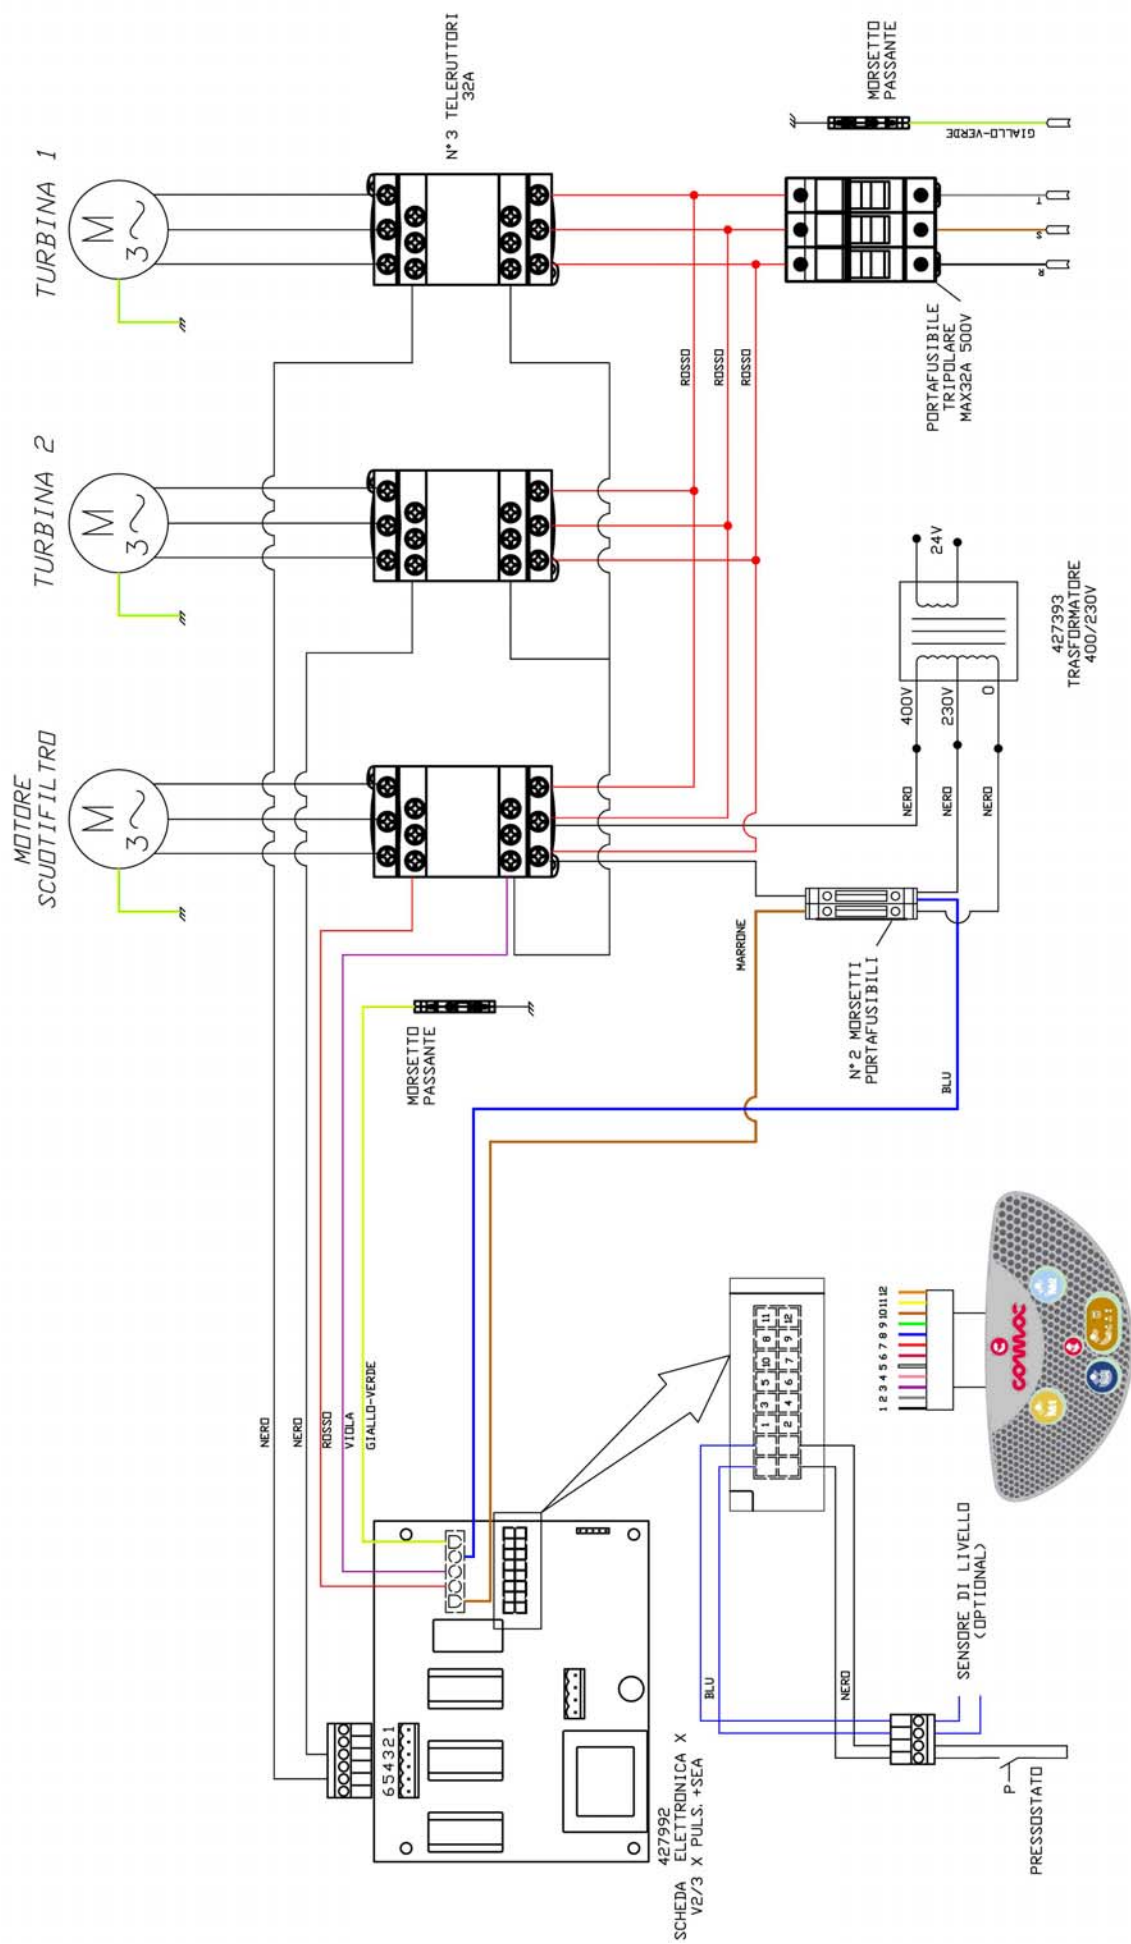 TURBINA 1
M
3~
TURBINA 2
M
3~
MOTORE
SCUOTIFILTRO
M
3~
N°3 TELERUTTORI
32A
MORSETTO
PASSANTE
GIALLO-VERDE
T
S
R
PORTAFUSIBILE
TRIPOLARE
MAX32A 500V
ROSSO
ROSSO
ROSSO
24V
400V
230V
0
427393
TRASFORMATORE
400/230V
NERO
NERO
NERO
MARRONE
N°2 MORSETTI
PORTAFUSIBILI
BLU
MORSETTO
PASSANTE
NERO
NERO
ROSSO
VIOLA
GIALLO-VERDE
11 12
8 9
10 7
5 6
3 4
1 2
1 2 3 4 5 6 7 8 9 10 11 12
comac
654321
427992
SCHEDA ELETTRONICA X
V2/3 X PULS. +SEA
BLU
NERO
SENSORE DI LIVELLO
(OPTIONAL)
P
PRESSOSTATO